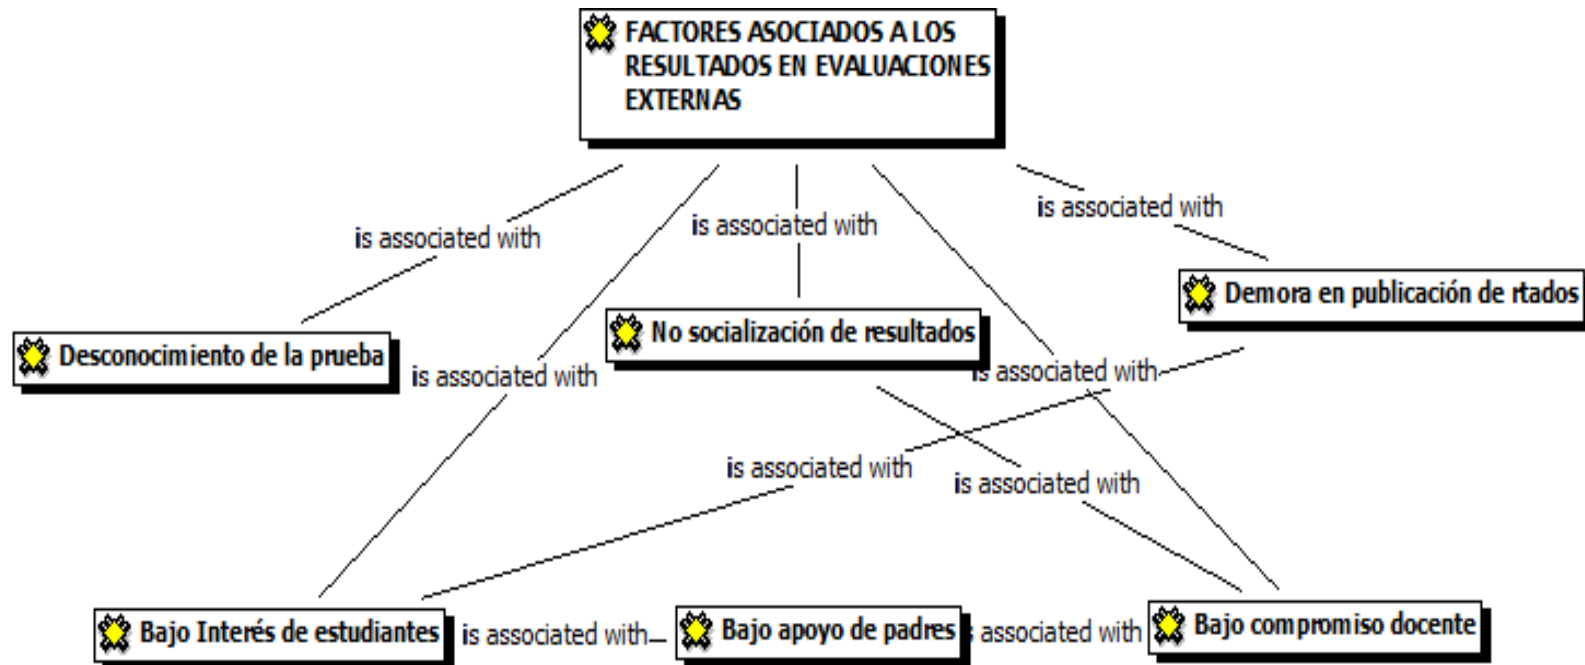 FACTORES ASOCIADOS A LOS
RESULTADOS EN EVALUACIONES
EXTERNAS
is associated with
is associated with
is associated with
Demora en publicación de rtados
No socialización de resultados
Desconocimiento de la prueba
is associated with
is associated with
is associated with
is associated with
Bajo Interés de estudiantes
is associated with
Bajo apoyo de padres
associated with
Bajo compromiso docente